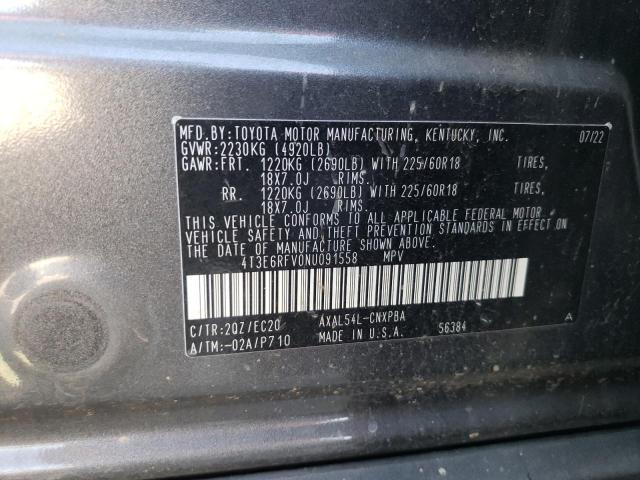 MFD.BY:TOYOTA MOTOR MANUFACTURING, KENTUCKY, INC. 07/22
GVWR:2230KG (4920LB)
GAWR:FRT. 1220KG (2690LB) WITH 225/60R18 TIRES,
18X7.0J RIMS.
RR. 1220KG (2690LB) WITH 225/60R18 TIRES,
18X7.0J RIMS.
THIS VEHICLE CONFORMS TO ALL APPLICABLE FEDERAL MOTOR
VEHICLE SAFETY AND THEFT PREVENTION STANDARDS IN EFFECT ON
THE DATE OF MANUFACTURE SHOWN ABOVE.
4T3E6RFV0NU091558 MPV
C/TR:2QZ/EC20 AXAL54L-CNXPBA
A/TM:-02A/P710 MADE IN U.S.A. 56384 A